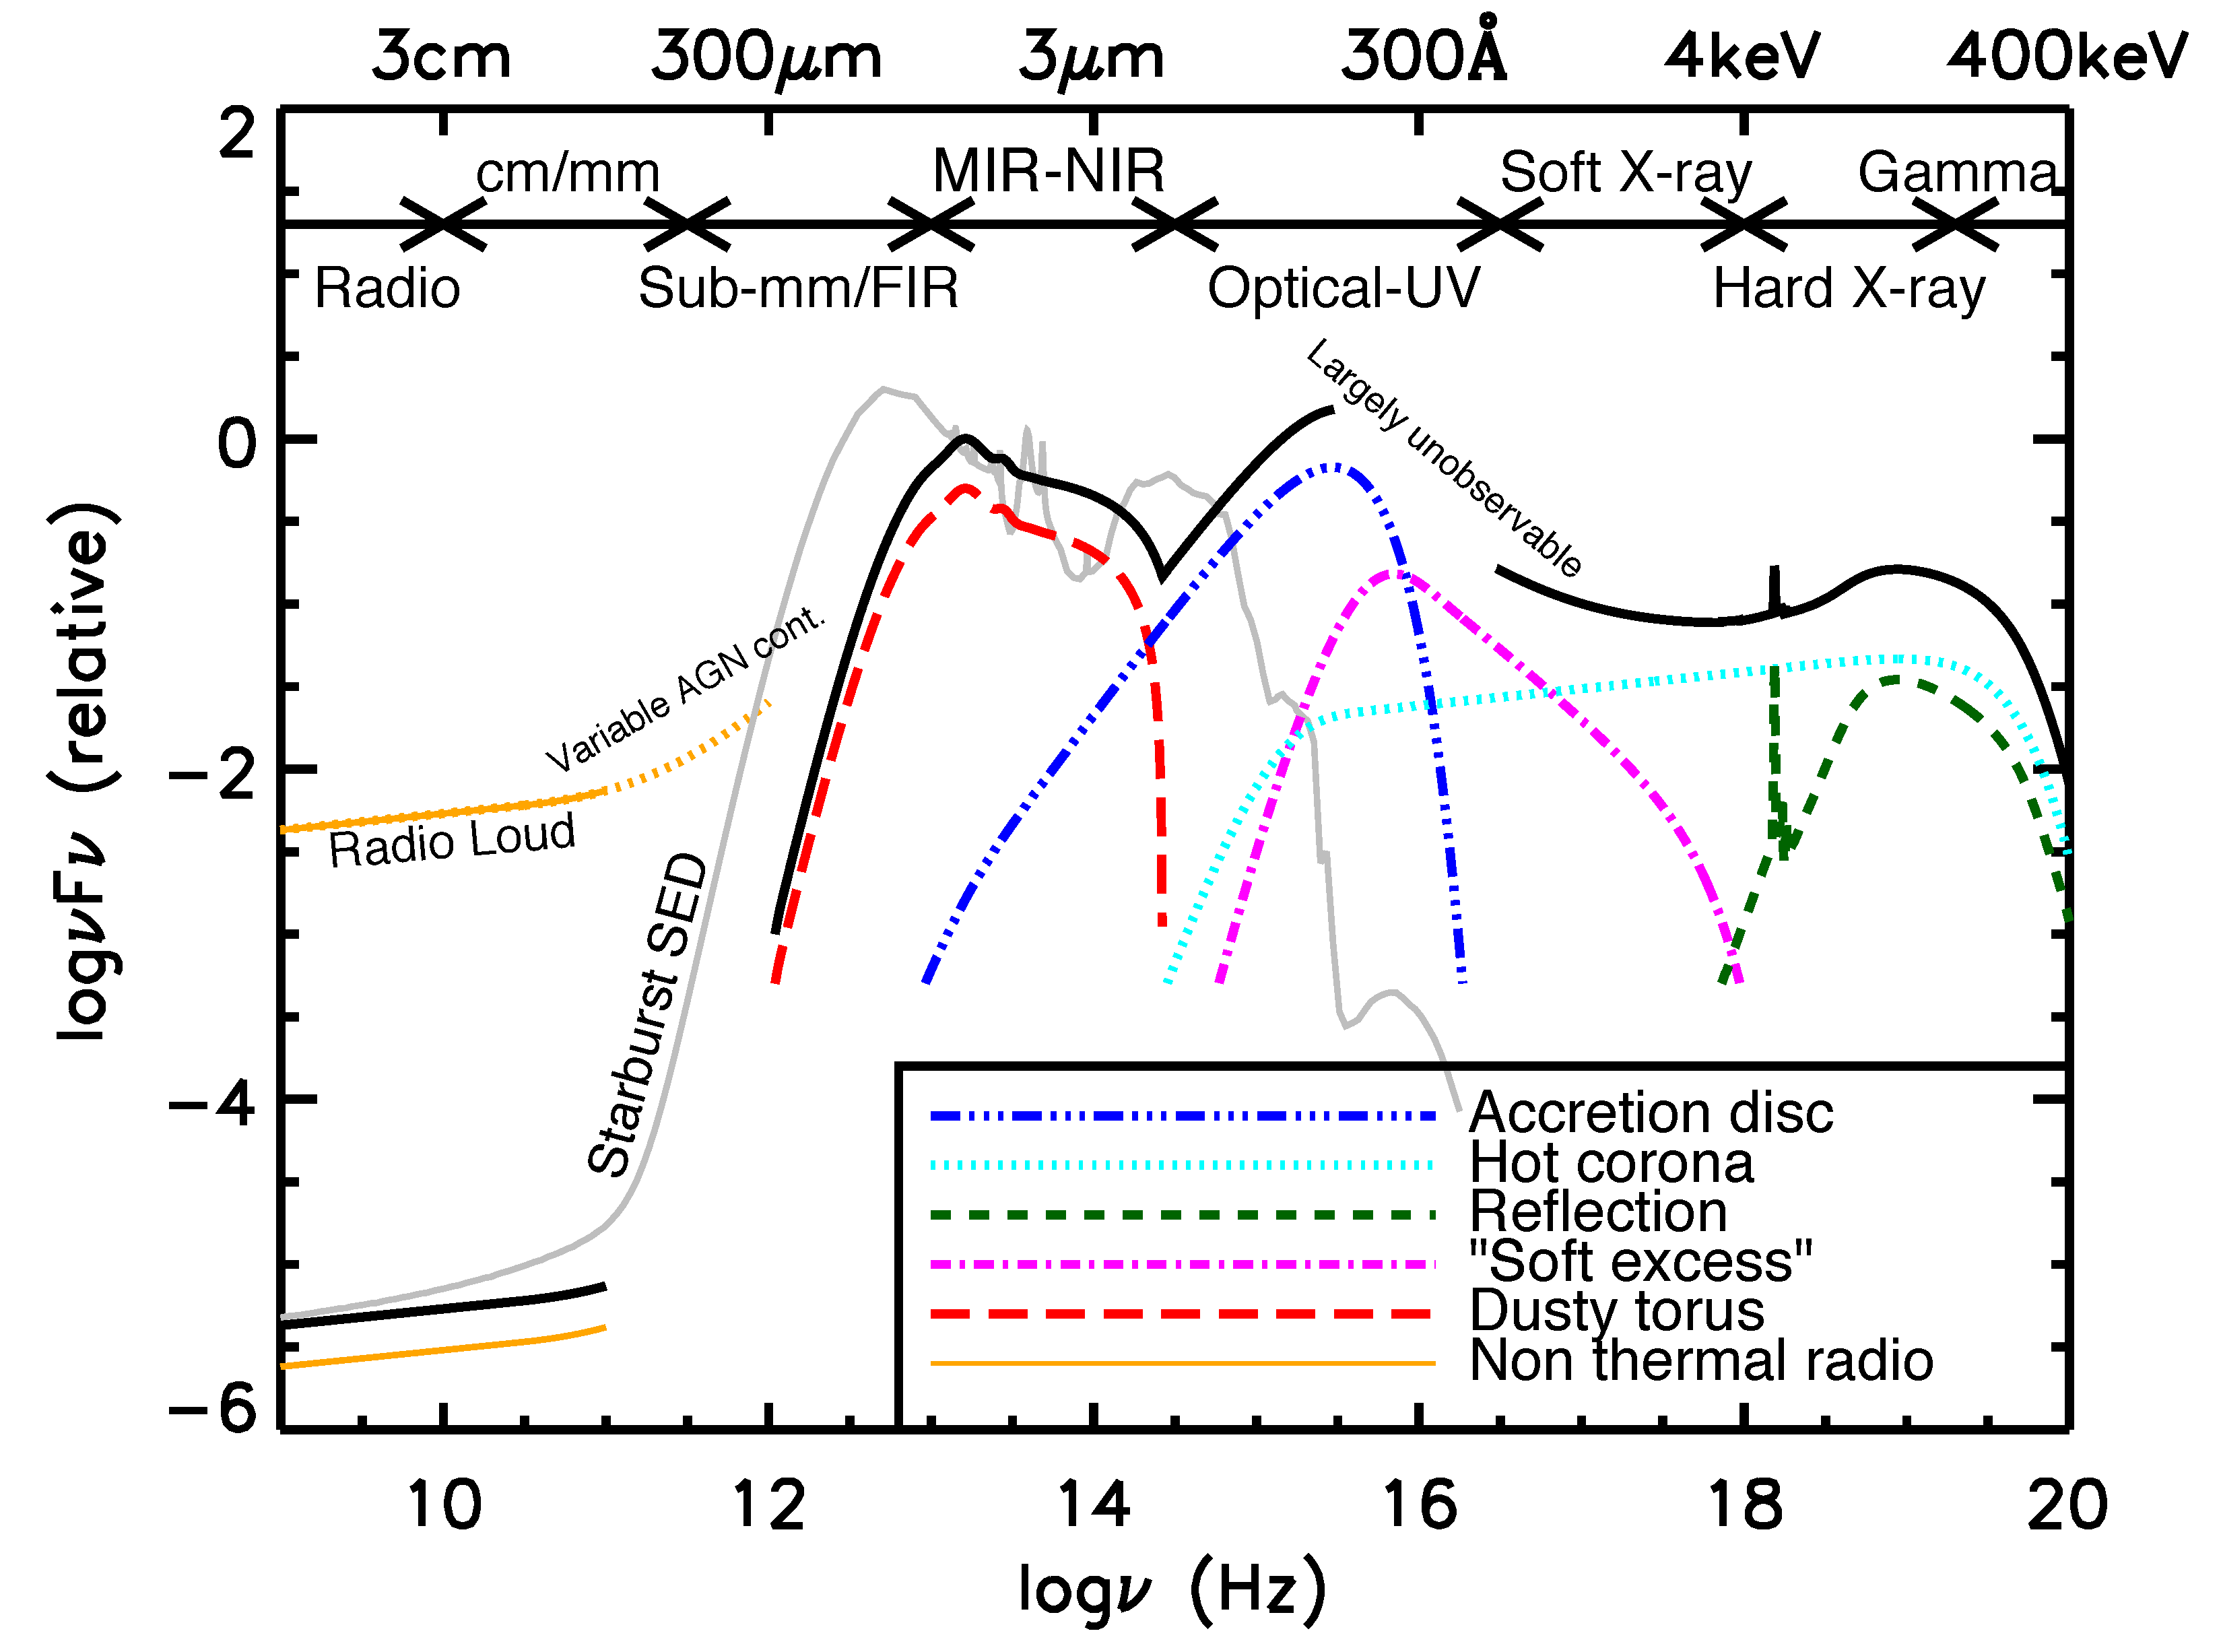 3cm 300μm 3μm 300Å 4keV 400keV
cm/mm MIR-NIR Soft X-ray Gamma
Radio Sub-mm/FIR Optical-UV Hard X-ray
2
0
−2
−4
−6
logνFν (relative)
Largely unobservable
Variable AGN cont.
Radio Loud
Starburst SED
Accretion disc
Hot corona
Reflection
"Soft excess"
Dusty torus
Non thermal radio
10 12 14 16 18 20
logν (Hz)